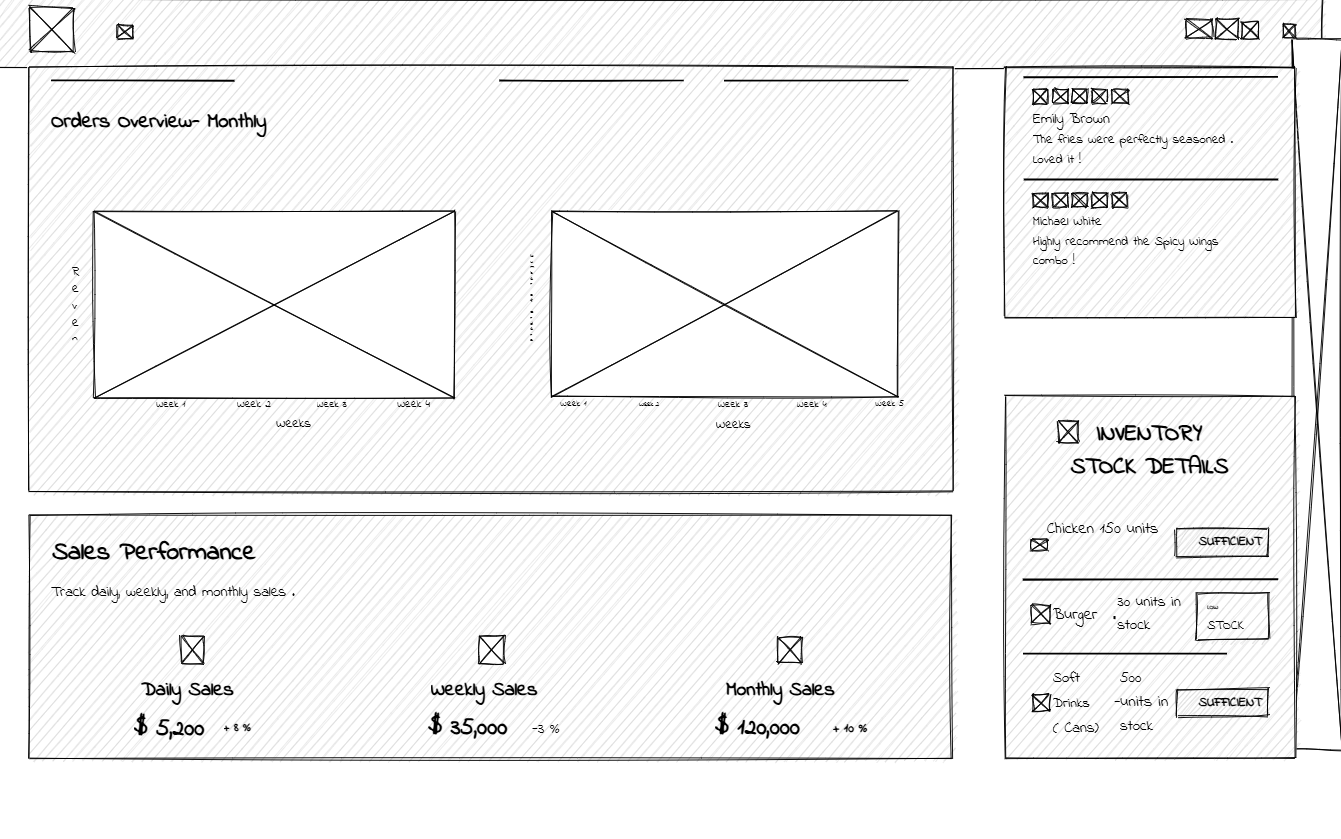 Orders Overview- Monthly
R
e
v
e
n
week 1 week 2 week 3 week 4
weeks
week 1 week 2 week 3 week 4 week 5
weeks
Sales Performance
Track daily, weekly, and monthly sales .
Daily Sales
$ 5,200 + 8 %
Weekly Sales
$ 35,000 -3 %
Monthly Sales
$ 120,000 + 10 %
Emily Brown
The fries were perfectly seasoned .
Loved it !
Michael White
Highly recommend the Spicy wings
combo !
INVENTORY
STOCK DETAILS
Chicken 150 units
SUFFICIENT
Burger
30 units in
stock
LOW
STOCK
Soft
Drinks
( Cans)
500
-units in
stock
SUFFICIENT